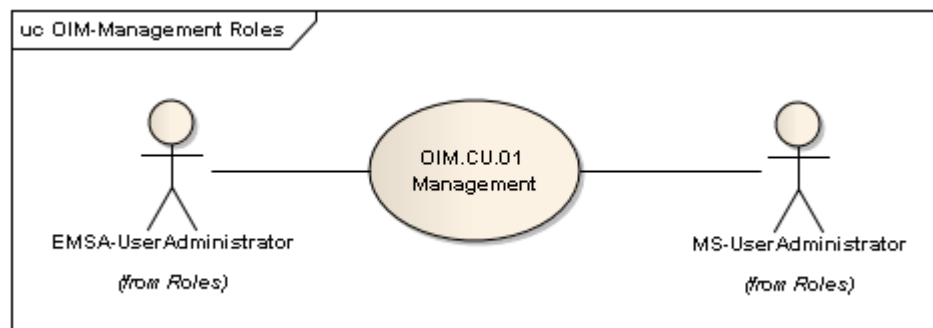 uc OIM-Management Roles
OIM.CU.01
Management
EMSA-UserAdministrator
MS-UserAdministrator
(from Roles)
(from Roles)